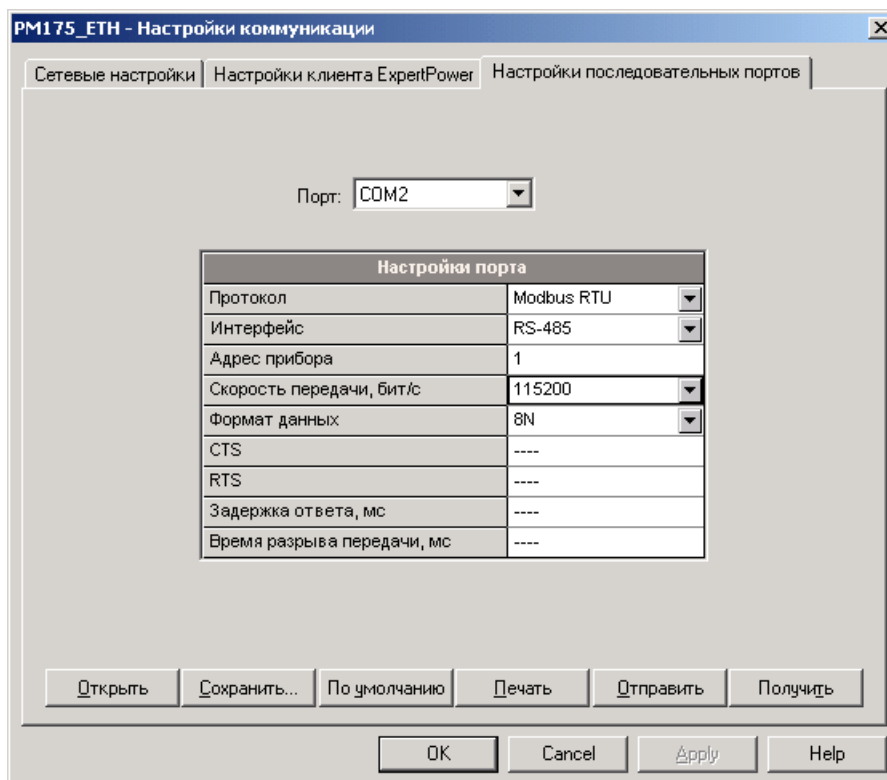 PM175_ETH - Настройки коммуникации
Сетевые настройки Настройки клиента ExpertPower Настройки последовательных портов
Порт: COM2
Настройки порта
Протокол Modbus RTU
Интерфейс RS-485
Адрес прибора 1
Скорость передачи, бит/с 115200
Формат данных 8N
CTS ----
RTS ----
Задержка ответа, мс ----
Время разрыва передачи, мс ----
Открыть Сохранить... По умолчанию Печать Отправить Получить
OK Cancel Apply Help